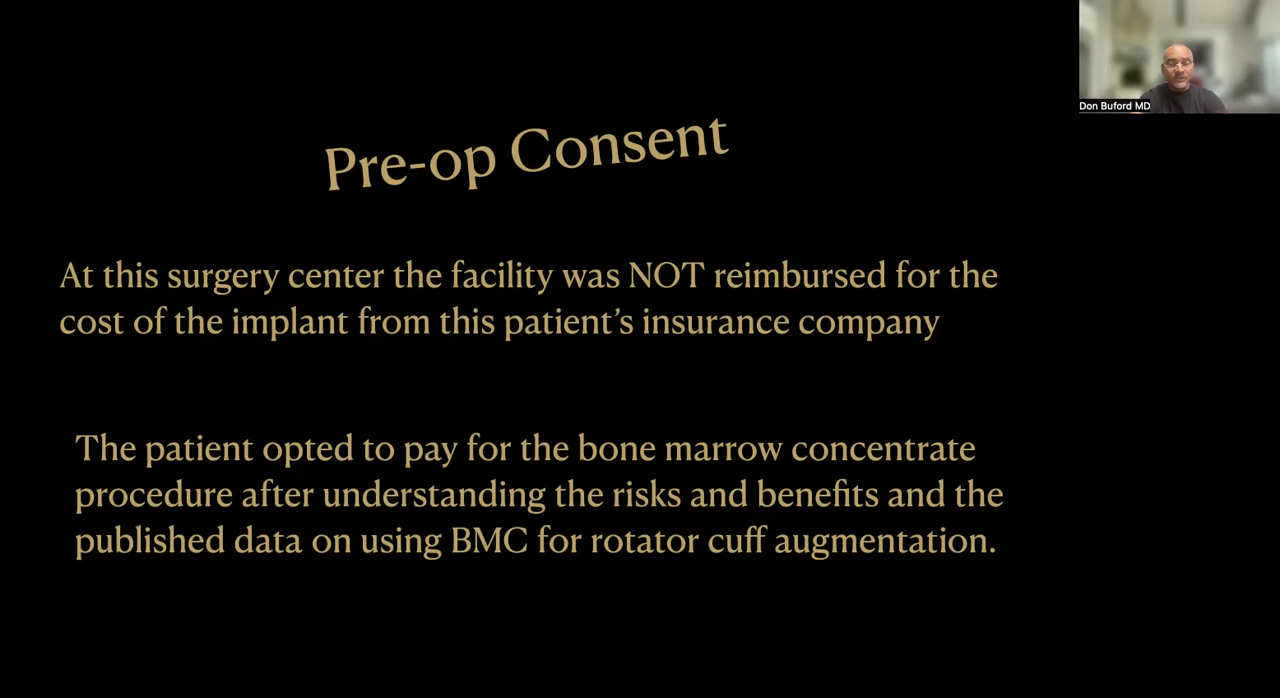 Don Buford MD
Pre-op Consent
At this surgery center the facility was NOT reimbursed for the
cost of the implant from this patient’s insurance company
The patient opted to pay for the bone marrow concentrate
procedure after understanding the risks and benefits and the
published data on using BMC for rotator cuff augmentation.